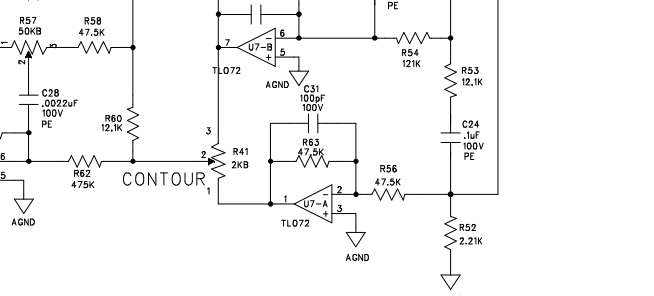 PE
R57
50KB
R58
47.5K
1
3
2
7
6
U7-B
5
TL072
AGND
R54
121K
R53
12.1K
C28
.0022uF
100V
PE
C31
100pF
100V
R60
12.1K
3
2
R41
2KB
1
R63
47.5K
C24
.1uF
100V
PE
6
R62
475K
CONTOUR
R56
47.5K
5
AGND
1
U7-A
2
3
TL072
AGND
R52
2.21K